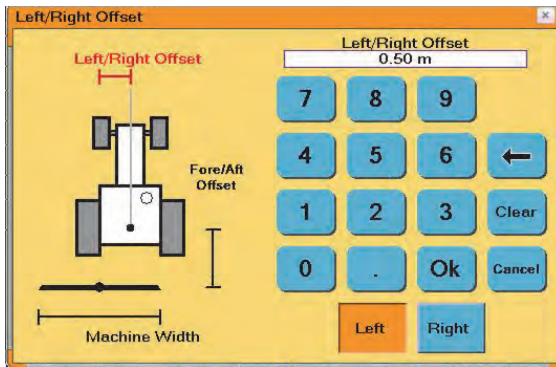 Left/Right Offset
Left/Right Offset
Left/Right Offset
0.50 m
7 8 9
4 5 6
Fore/Aft
Offset
1 2 3 Clear
0 . Ok Cancel
Left Right
Machine Width